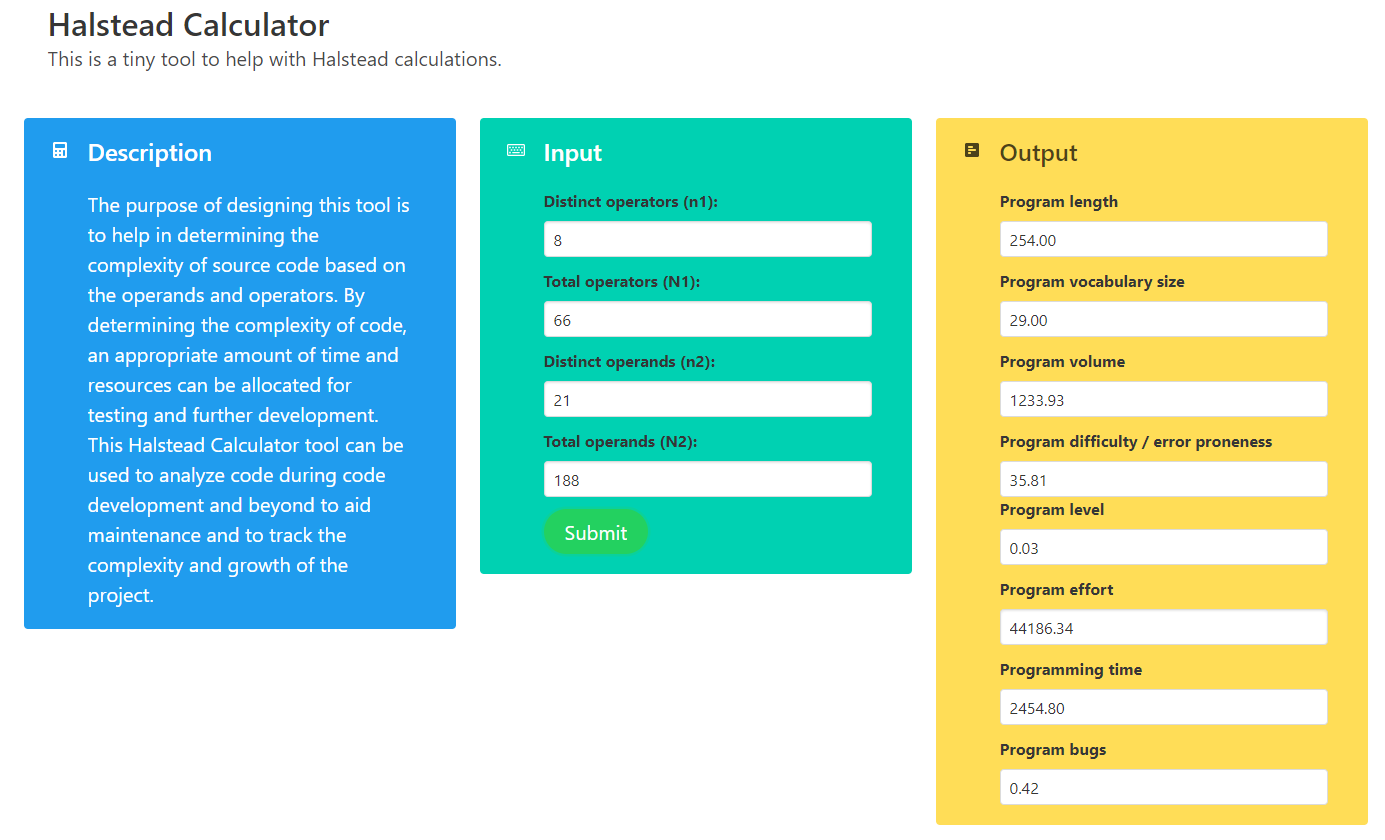 Halstead Calculator
This is a tiny tool to help with Halstead calculations.
Description
The purpose of designing this tool is
to help in determining the
complexity of source code based on
the operands and operators. By
determining the complexity of code,
an appropriate amount of time and
resources can be allocated for
testing and further development.
This Halstead Calculator tool can be
used to analyze code during code
development and beyond to aid
maintenance and to track the
complexity and growth of the
project.
Input
Distinct operators (n1):
8
Total operators (N1):
66
Distinct operands (n2):
21
Total operands (N2):
188
Submit
Output
Program length
254.00
Program vocabulary size
29.00
Program volume
1233.93
Program difficulty / error proneness
35.81
Program level
0.03
Program effort
44186.34
Programming time
2454.80
Program bugs
0.42